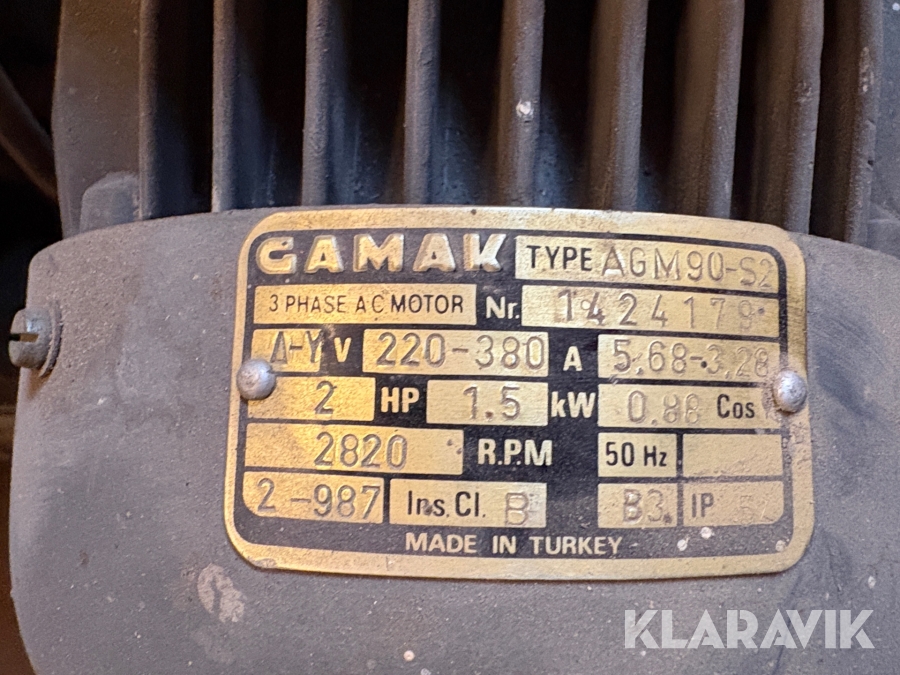 GAMAK TYPE AGM90-S2
3 PHASE A.C. MOTOR Nr. 1424179
Δ-Y V 220-380 A 5,68-3,28
2 HP 1.5 kW 0.88 Cos
2820 R.P.M 50 Hz
2-987 Ins. Cl. B B3 IP
MADE IN TURKEY
KLARAVIK